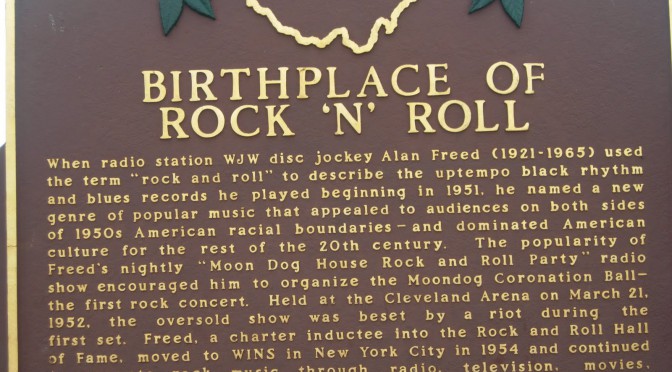 BIRTHPLACE OF
ROCK 'N' ROLL
When radio station WJW disc jockey Alan Freed (1921-1965) used
the term "rock and roll" to describe the uptempo black rhythm
and blues records he played beginning in 1951, he named a new
genre of popular music that appealed to audiences on both sides
of 1950s American racial boundaries—and dominated American
culture for the rest of the 20th century. The popularity of
Freed's nightly "Moon Dog House Rock and Roll Party" radio
show encouraged him to organize the Moondog Coronation Ball—
the first rock concert. Held at the Cleveland Arena on March 21,
1952, the oversold show was beset by a riot during the
first set. Freed, a charter inductee into the Rock and Roll Hall
of Fame, moved to WINS in New York City in 1954 and continued
rock music through radio, television, movies,